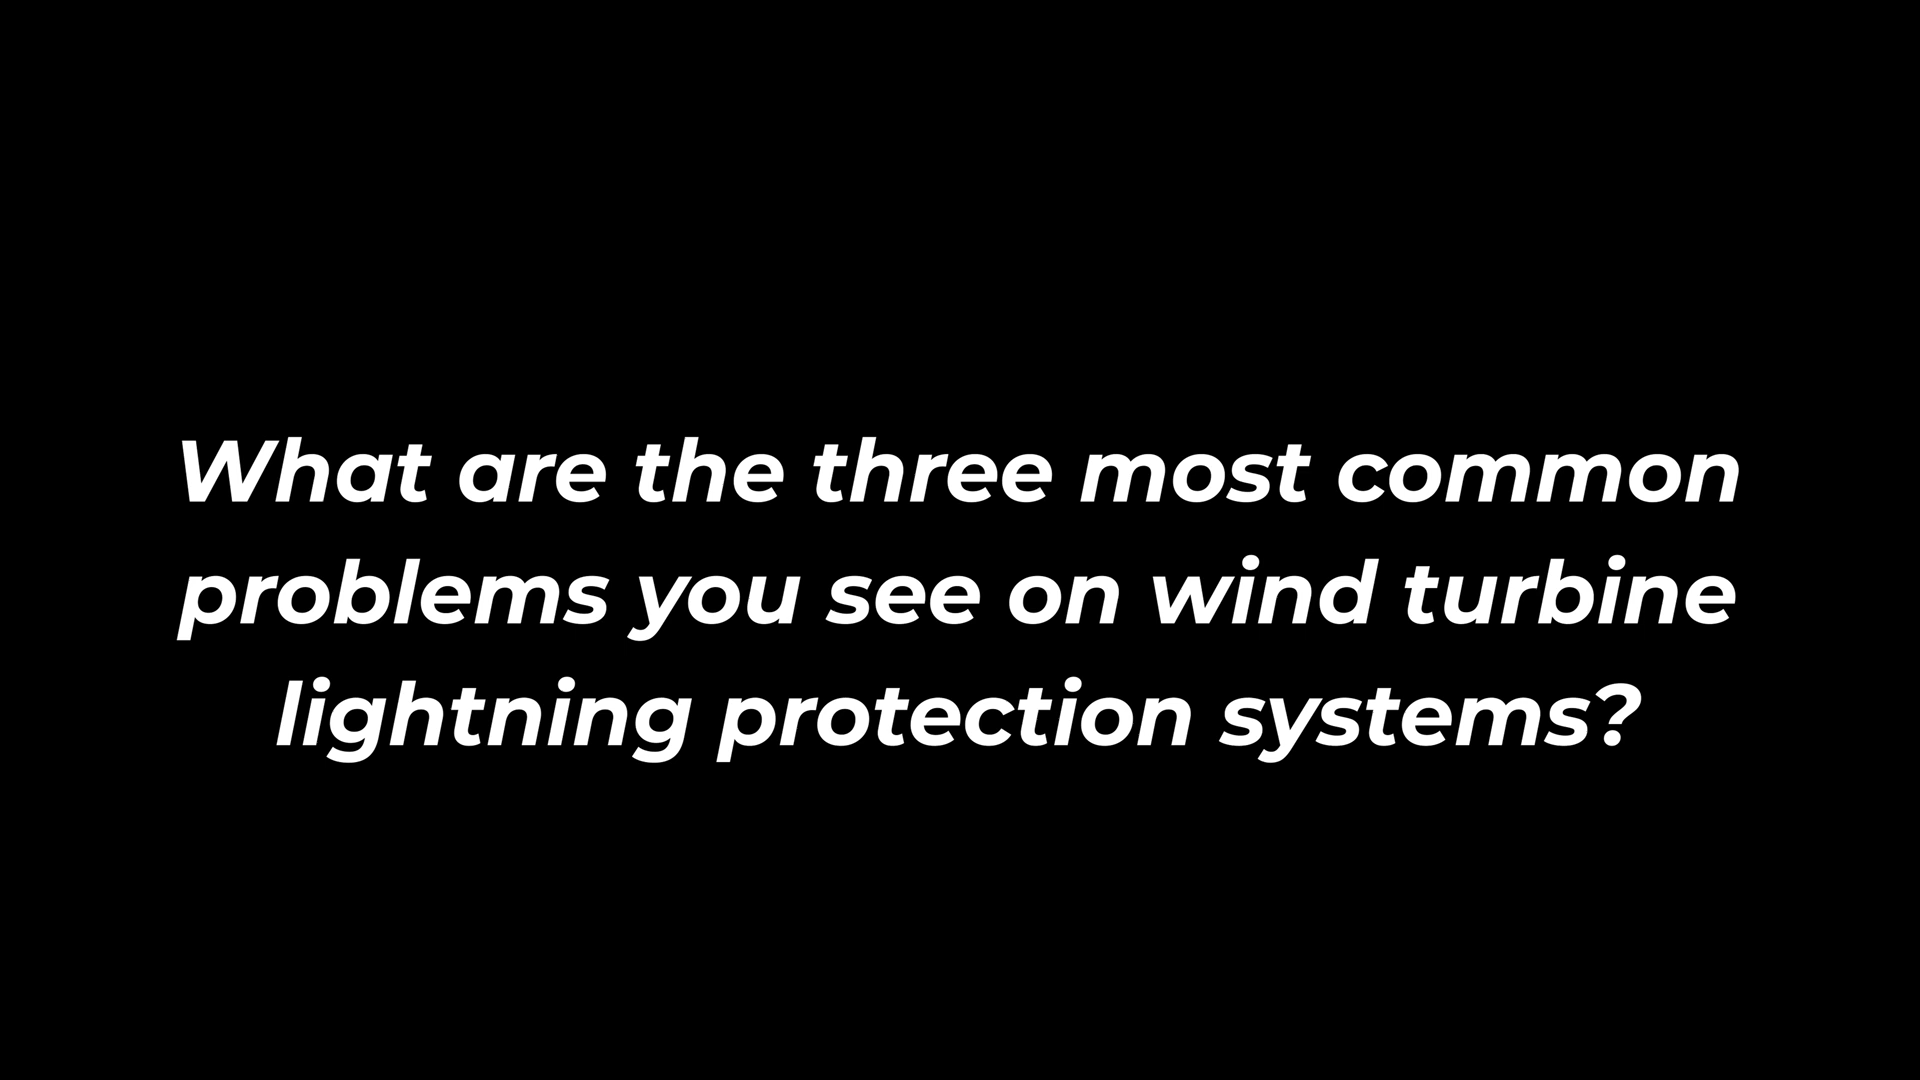 What are the three most common
problems you see on wind turbine
lightning protection systems?